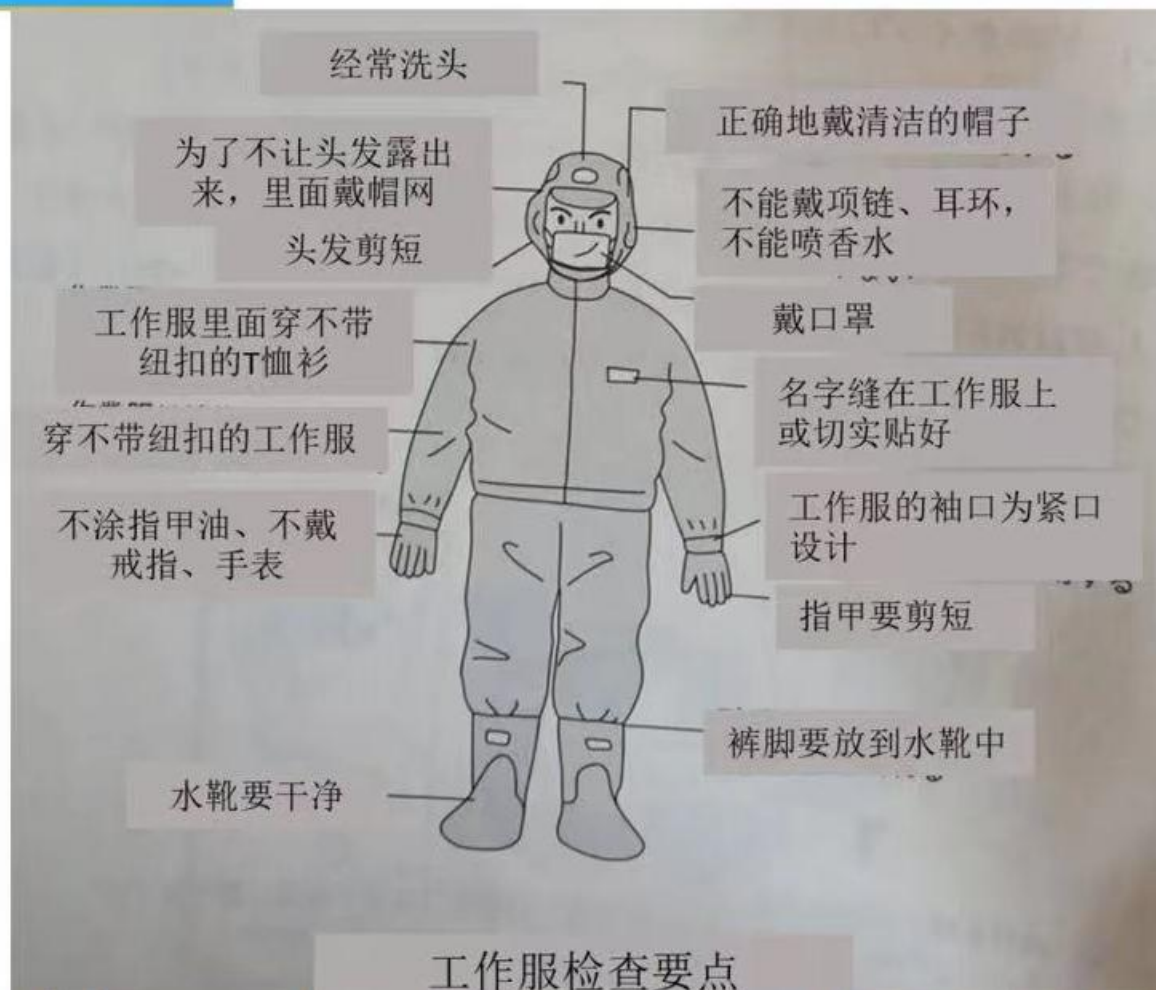 经常洗头
正确地戴清洁的帽子
为了不让头发露出
来，里面戴帽网
不能戴项链、耳环，
不能喷香水
头发剪短
戴口罩
工作服里面穿不带
纽扣的T恤衫
名字缝在工作服上
或切实贴好
穿不带纽扣的工作服
工作服的袖口为紧口
设计
不涂指甲油、不戴
戒指、手表
指甲要剪短
裤脚要放到水靴中
水靴要干净
工作服检查要点